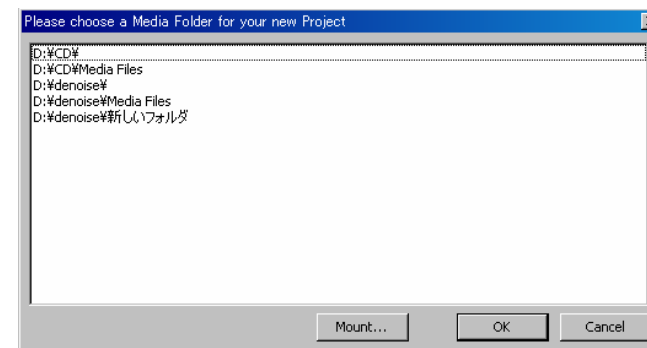 Please choose a Media Folder for your new Project
D:¥CD¥
D:¥CD¥Media Files
D:¥denoise¥
D:¥denoise¥Media Files
D:¥denoise¥新しいフォルダ
Mount...
OK
Cancel